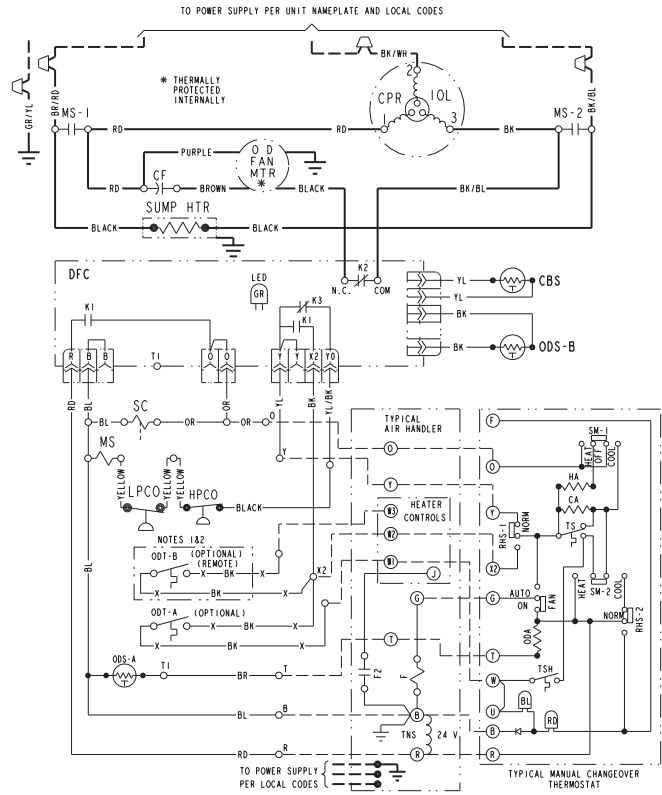 TO POWER SUPPLY PER UNIT NAMEPLATE AND LOCAL CODES
BK/WH
* THERMALLY
PROTECTED
INTERNALLY
GR/YL
BR/RD
BK/BL
2
CPR
IOL
1
3
MS-1
MS-2
RD
RD
BK
PURPLE
O D
FAN
MTR
*
CF
RD
BROWN
BLACK
BK/BL
SUMP HTR
BLACK
BLACK
DFC
LED
GR
K2
N.C.
COM
YL
CBS
YL
BK
BK
ODS-B
K1
K3
K1
R
B
B
T1
O
O
Y
Y
X2
YO
RD
BL
OR
YL
BK
YL/BK
SC
BL
OR
OR
O
MS
Y
YELLOW
YELLOW
YELLOW
LPCO
HPCO
BLACK
NOTES 1&2
ODT-B
(OPTIONAL)
(REMOTE)
X
BK
X
X
BK
X2
ODT-A
(OPTIONAL)
X
BK
X
X
BK
X
BL
ODS-A
T1
BR
T
BL
B
RD
R
TYPICAL
AIR HANDLER
O
Y
W3
HEATER
CONTROLS
W2
W1
J
G
T
F2
F
B
TNS
24 V
R
TO POWER SUPPLY
PER LOCAL CODES
F
SM-1
HEAT
OFF
COOL
O
HA
CA
Y
RHS-1
NORM
TS
X2
HEAT
SM-2
COOL
G
AUTO
ON
FAN
NORM
RHS-2
ODA
T
TSH
W
BL
U
RD
B
R
TYPICAL MANUAL CHANGEOVER
THERMOSTAT